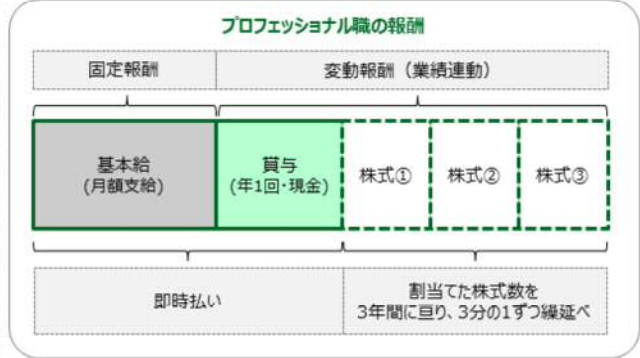 プロフェッショナル職の報酬
固定報酬
変動報酬（業績連動）
基本給
(月額支給)
賞与
(年1回・現金)
株式①
株式②
株式③
即時払い
割当てた株式数を
3年間に亘り、3分の1ずつ繰延べ